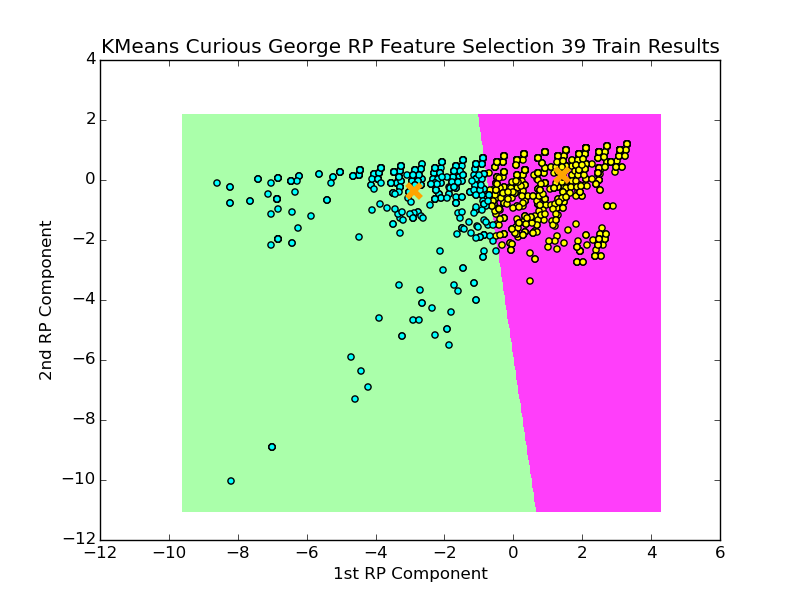 KMeans Curious George RP Feature Selection 39 Train Results
4
2
0
−2
−4
−6
−8
−10
−12
−12 −10 −8 −6 −4 −2 0 2 4 6
2nd RP Component
1st RP Component